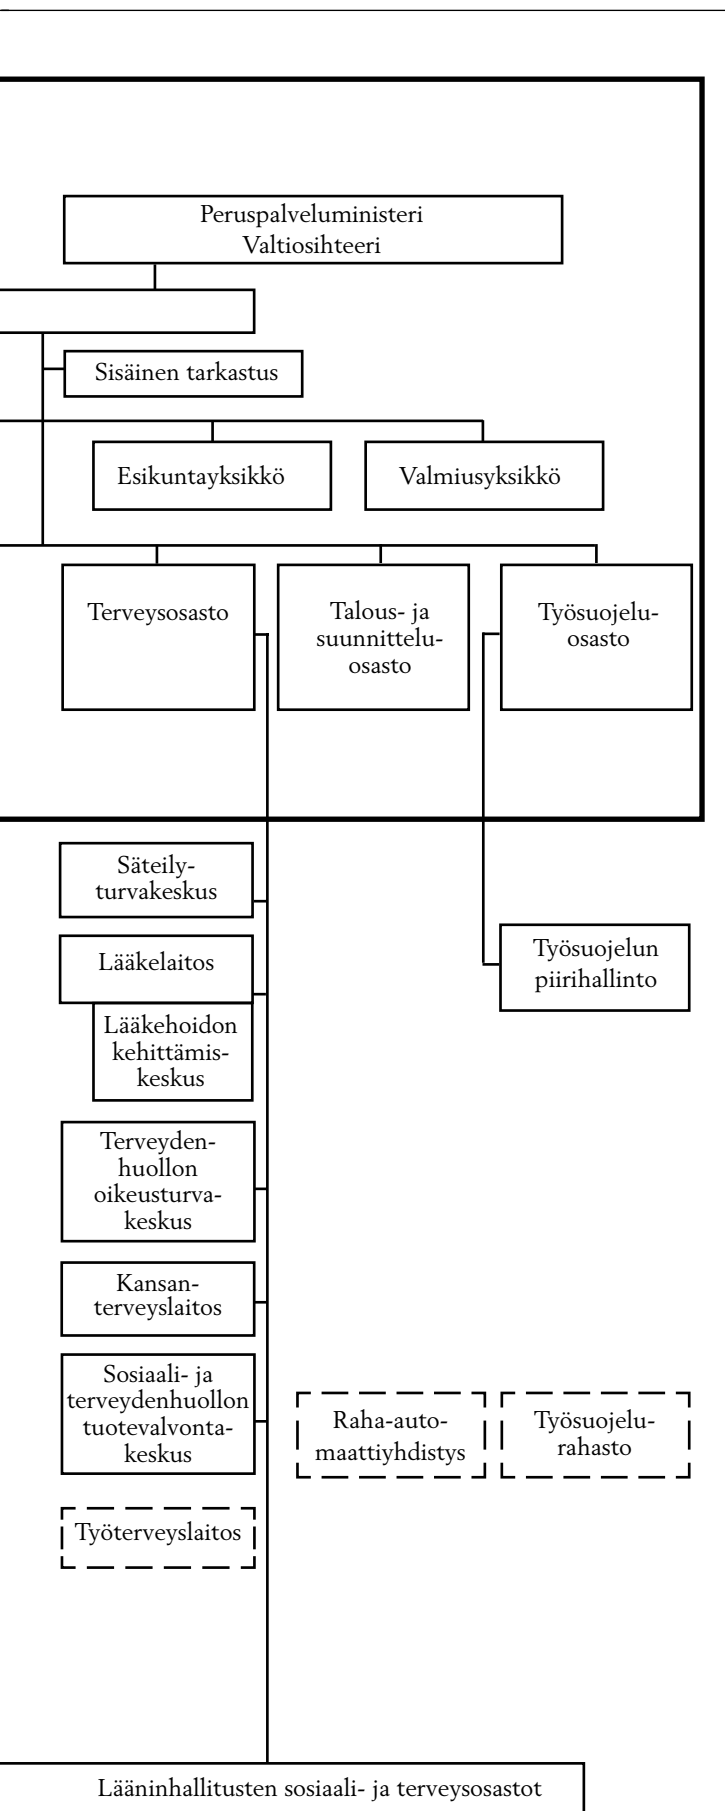 Peruspalveluministeri
Valtiosihteeri
Sisäinen tarkastus
Esikuntayksikkö
Valmiusyksikkö
Terveysosasto
Talous- ja
suunnittelu-
osasto
Työsuojelu-
osasto
Säteily-
turvakeskus
Lääkelaitos
Lääkehoidon
kehittämis-
keskus
Työsuojelun
piirihallinto
Terveyden-
huollon
oikeusturva-
keskus
Kansan-
terveyslaitos
Sosiaali- ja
terveydenhuollon
tuotevalvonta-
keskus
Raha-auto-
maattiyhdistys
Työsuojelu-
rahasto
Työterveyslaitos
Lääninhallitusten sosiaali- ja terveysosastot